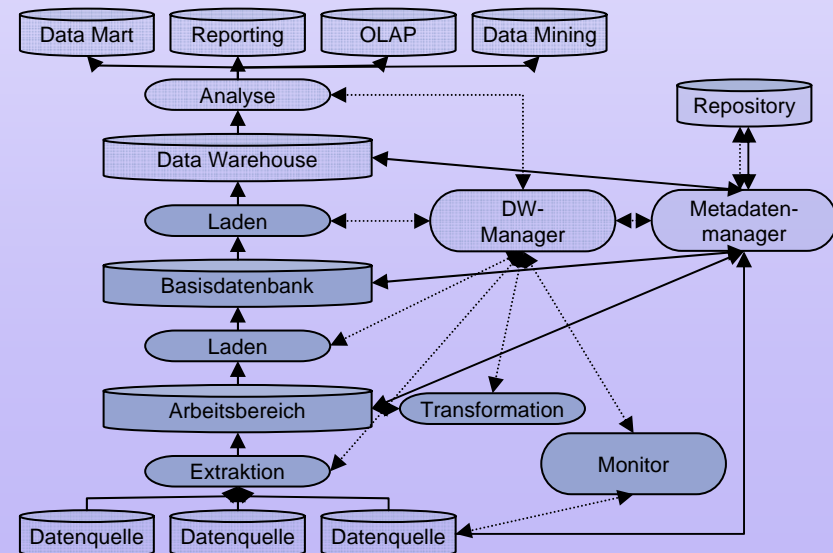 Data Mart
Reporting
OLAP
Data Mining
Analyse
Repository
Data Warehouse
Laden
DW-
Manager
Metadaten-
manager
Basisdatenbank
Laden
Arbeitsbereich
Transformation
Extraktion
Monitor
Datenquelle
Datenquelle
Datenquelle